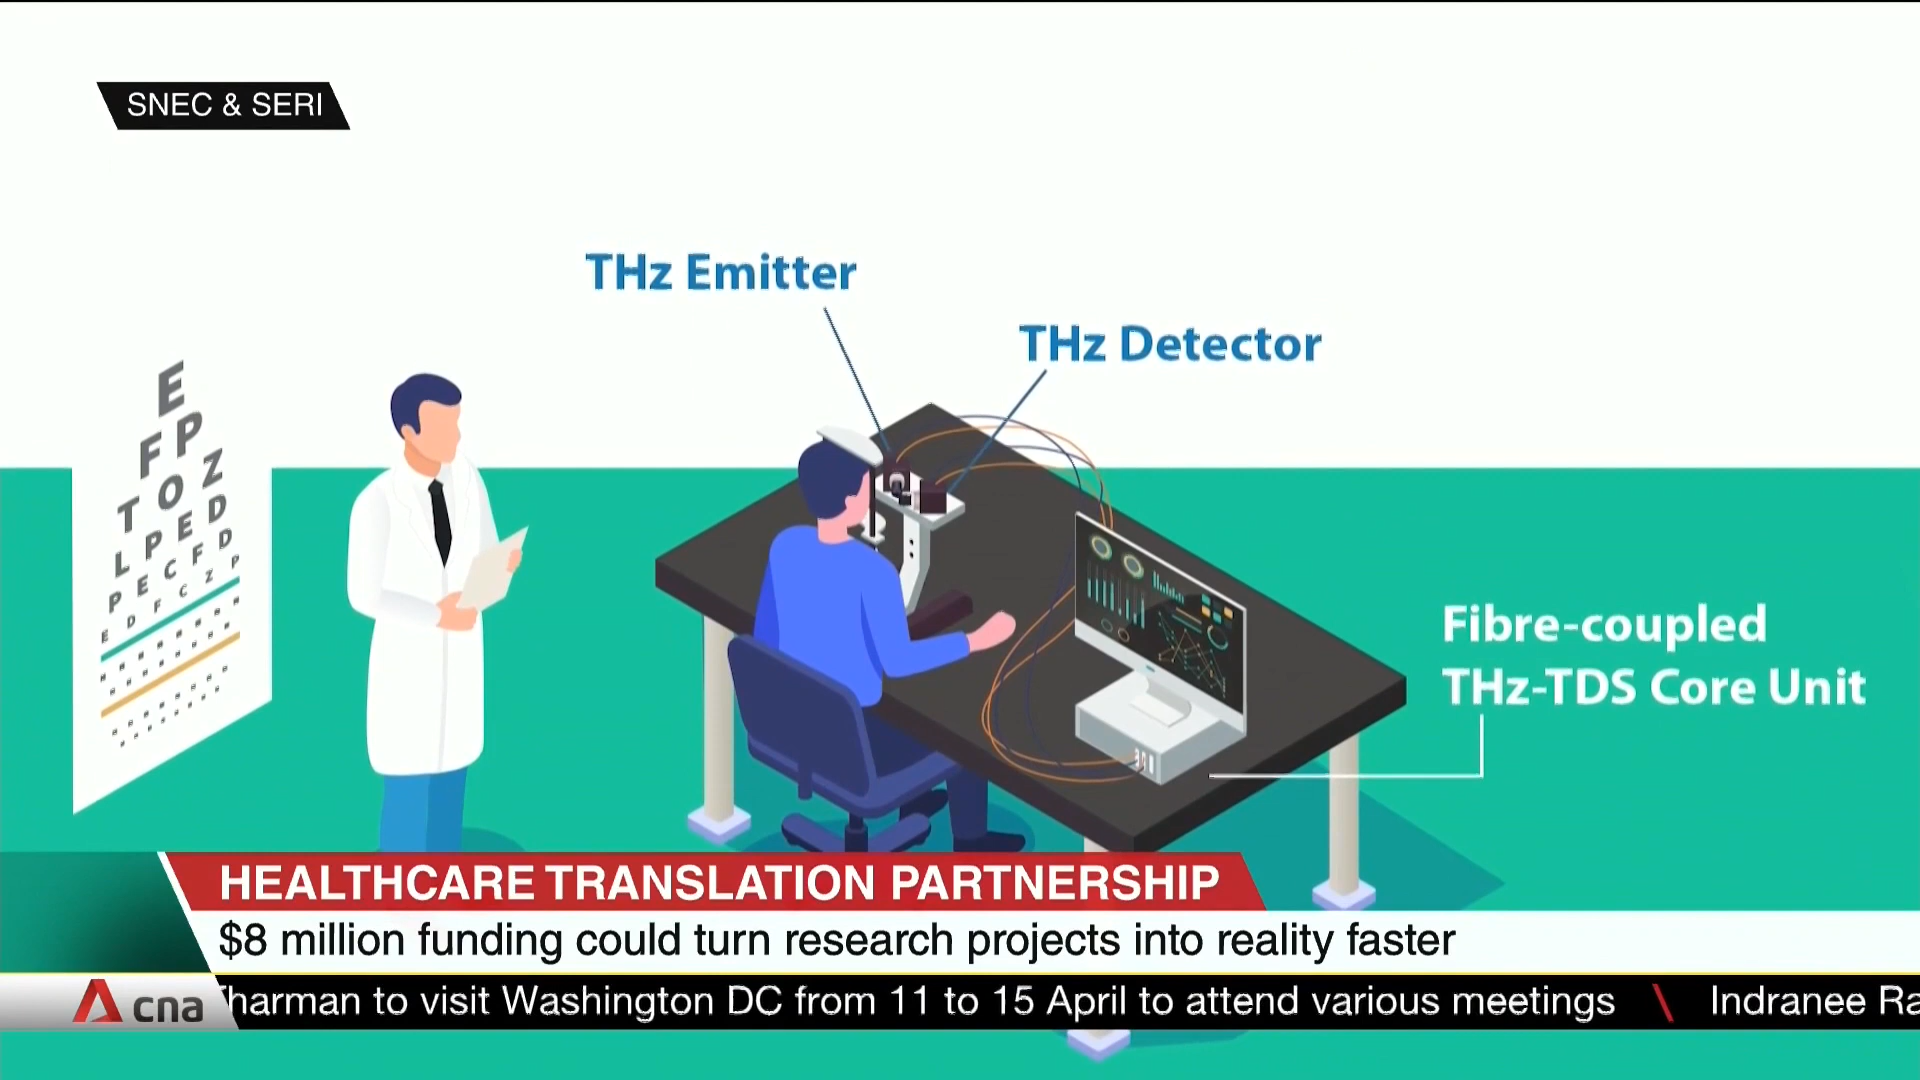 SNEC & SERI
THz Emitter
THz Detector
E
F P
T O Z
L P E D
P E C F D
E D F C Z P
Fibre-coupled
THz-TDS Core Unit
HEALTHCARE TRANSLATION PARTNERSHIP
$8 million funding could turn research projects into reality faster
cna
harman to visit Washington DC from 11 to 15 April to attend various meetings \ Indranee Ra